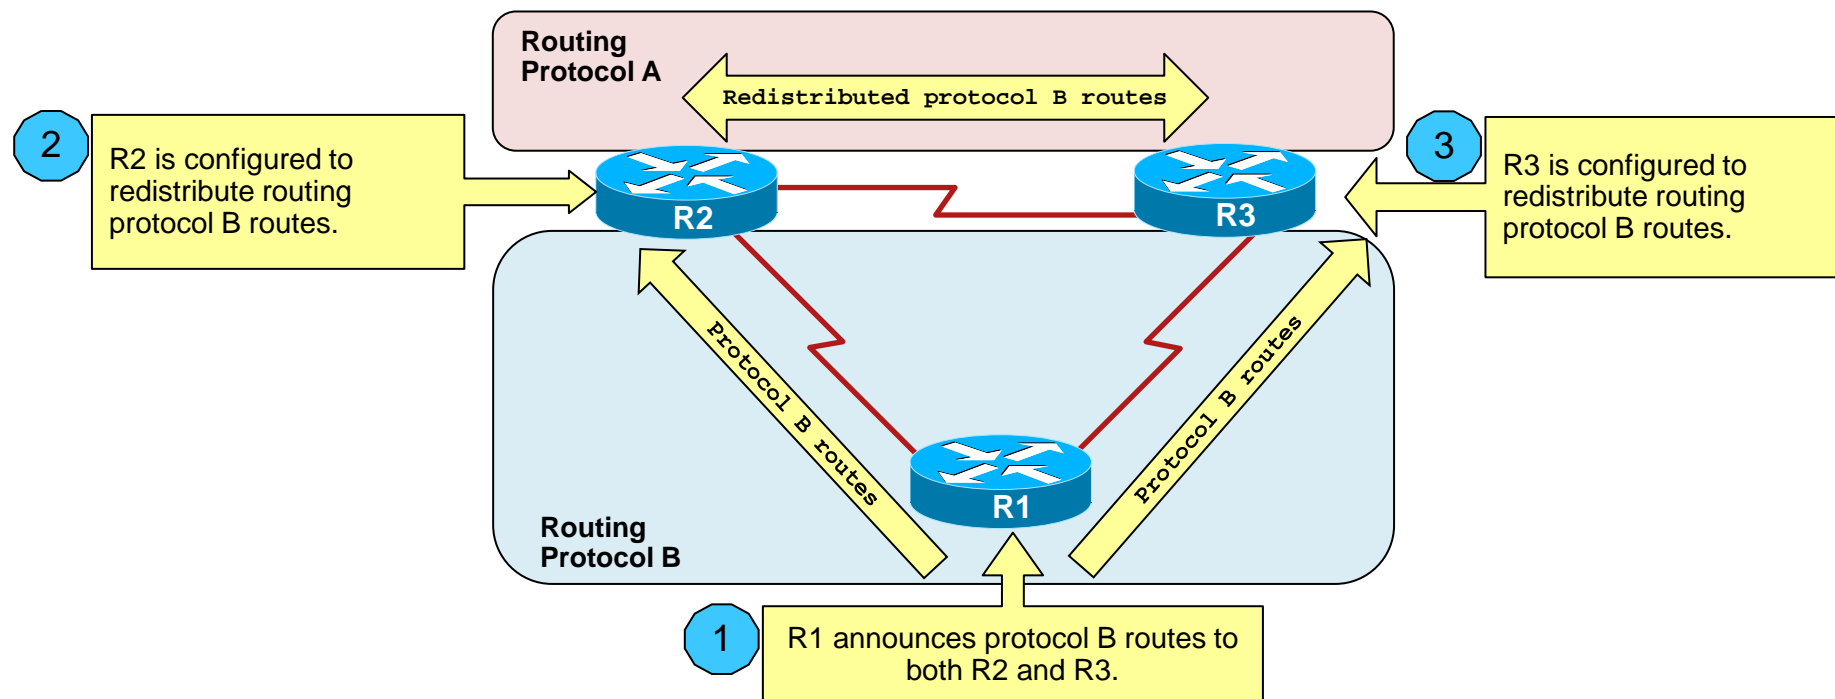 Routing
Protocol A
Redistributed protocol B routes
2
R2 is configured to
redistribute routing
protocol B routes.
3
R3 is configured to
redistribute routing
protocol B routes.
R2
R3
Protocol B routes
Protocol B routes
R1
Routing
Protocol B
1
R1 announces protocol B routes to
both R2 and R3.